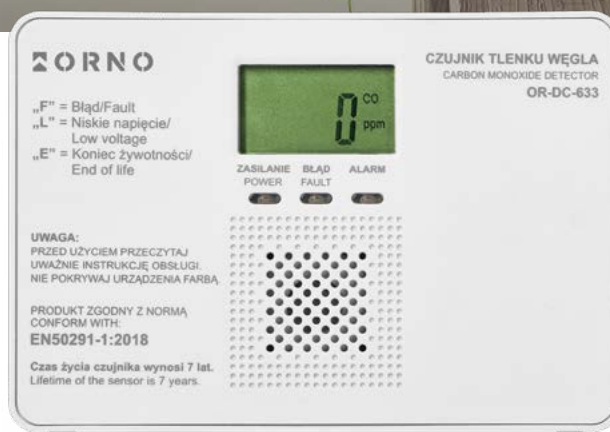 ORNO
„F” = Błąd/Fault
„L” = Niskie napięcie/
Low voltage
„E” = Koniec żywotności/
End of life
0 CO
ppm
CZUJNIK TLENKU WĘGLA
CARBON MONOXIDE DETECTOR
OR-DC-633
ZASILANIE BŁĄD ALARM
POWER FAULT
UWAGA:
PRZED UŻYCIEM PRZECZYTAJ
UWAŻNIE INSTRUKCJĘ OBSŁUGI.
NIE POKRYWAJ URZĄDZENIA FARBĄ
PRODUKT ZGODNY Z NORMĄ
CONFORM WITH:
EN50291-1:2018
Czas życia czujnika wynosi 7 lat.
Lifetime of the sensor is 7 years.